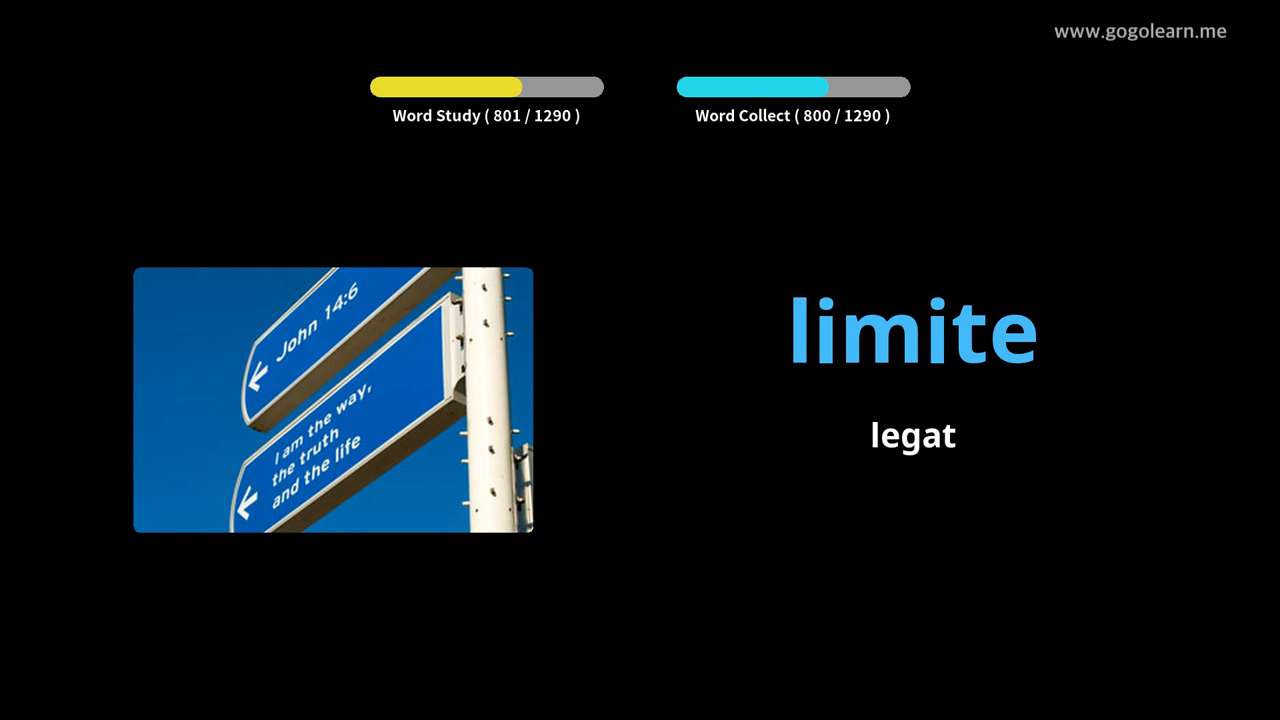 www.gogolearn.me
Word Study ( 801 / 1290 )
Word Collect ( 800 / 1290 )
John 14:6
I am the way,
the truth
and the life
limite
legat